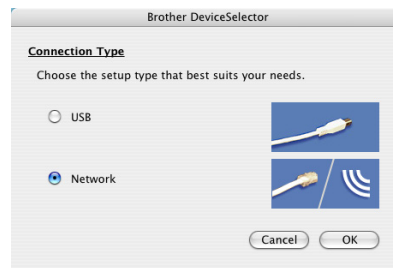 Brother DeviceSelector
Connection Type
Choose the setup type that best suits your needs.
USB
Network
Cancel OK